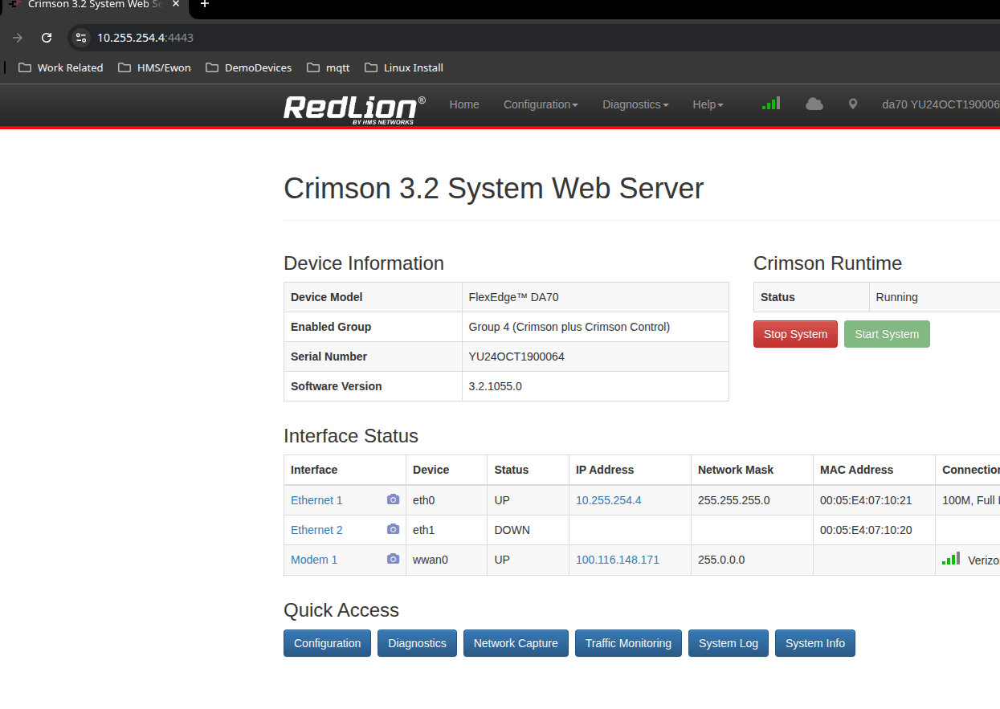 Crimson 3.2 System Web Se
10.255.254.4:4443
Work Related HMS/Ewon DemoDevices mqtt Linux Install
RedLion®
BY HMS NETWORKS
Home Configuration Diagnostics Help da70 YU24OCT190006
Crimson 3.2 System Web Server
Device Information Crimson Runtime
Device Model FlexEdge™ DA70 Status Running
Enabled Group Group 4 (Crimson plus Crimson Control) Stop System Start System
Serial Number YU24OCT1900064
Software Version 3.2.1055.0
Interface Status
Interface Device Status IP Address Network Mask MAC Address Connection
Ethernet 1 eth0 UP 10.255.254.4 255.255.255.0 00:05:E4:07:10:21 100M, Full
Ethernet 2 eth1 DOWN 00:05:E4:07:10:20
Modem 1 wwan0 UP 100.116.148.171 255.0.0.0 Verizo
Quick Access
Configuration Diagnostics Network Capture Traffic Monitoring System Log System Info